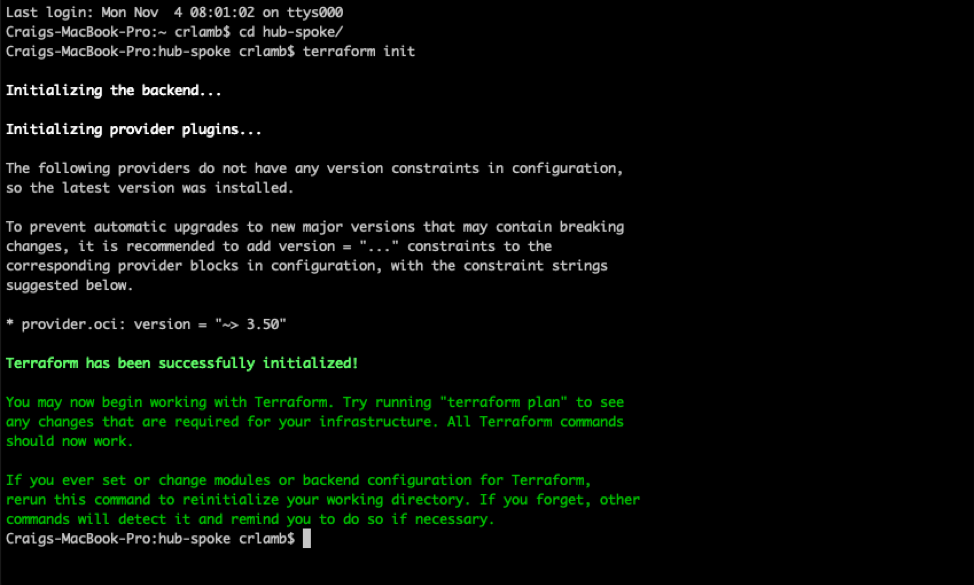 Last login: Mon Nov  4 08:01:02 on ttys000
Craigs-MacBook-Pro:~ crlamb$ cd hub-spoke/
Craigs-MacBook-Pro:hub-spoke crlamb$ terraform init
Initializing the backend...
Initializing provider plugins...
The following providers do not have any version constraints in configuration,
so the latest version was installed.
To prevent automatic upgrades to new major versions that may contain breaking
changes, it is recommended to add version = "..." constraints to the
corresponding provider blocks in configuration, with the constraint strings
suggested below.
* provider.oci: version = "~> 3.50"
Terraform has been successfully initialized!
You may now begin working with Terraform. Try running "terraform plan" to see
any changes that are required for your infrastructure. All Terraform commands
should now work.
If you ever set or change modules or backend configuration for Terraform,
rerun this command to reinitialize your working directory. If you forget, other
commands will detect it and remind you to do so if necessary.
Craigs-MacBook-Pro:hub-spoke crlamb$